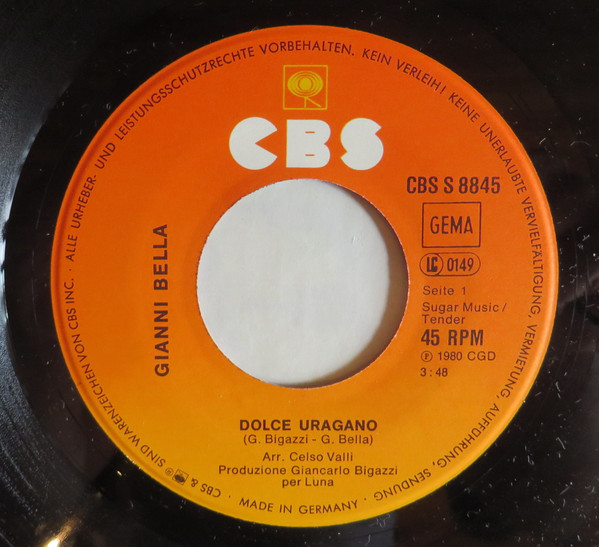 · ALLE URHEBER- UND LEISTUNGSSCHUTZRECHTE VORBEHALTEN. KEIN VERLEIH! KEINE UNERLAUBTE VERVIELFÄLTIGUNG, VERMIETUNG, AUFFÜHRUNG, SENDUNG
CBS
CBS S 8845
GEMA
LC 0149
GIANNI BELLA
Seite 1
Sugar Music/
Tender
45 RPM
Ⓟ 1980 CGD
3:48
DOLCE URAGANO
(G. Bigazzi - G. Bella)
Arr. Celso Valli
Produzione Giancarlo Bigazzi
per Luna
· CBS & SIND WARENZEICHEN VON CBS INC.
· MADE IN GERMANY ·